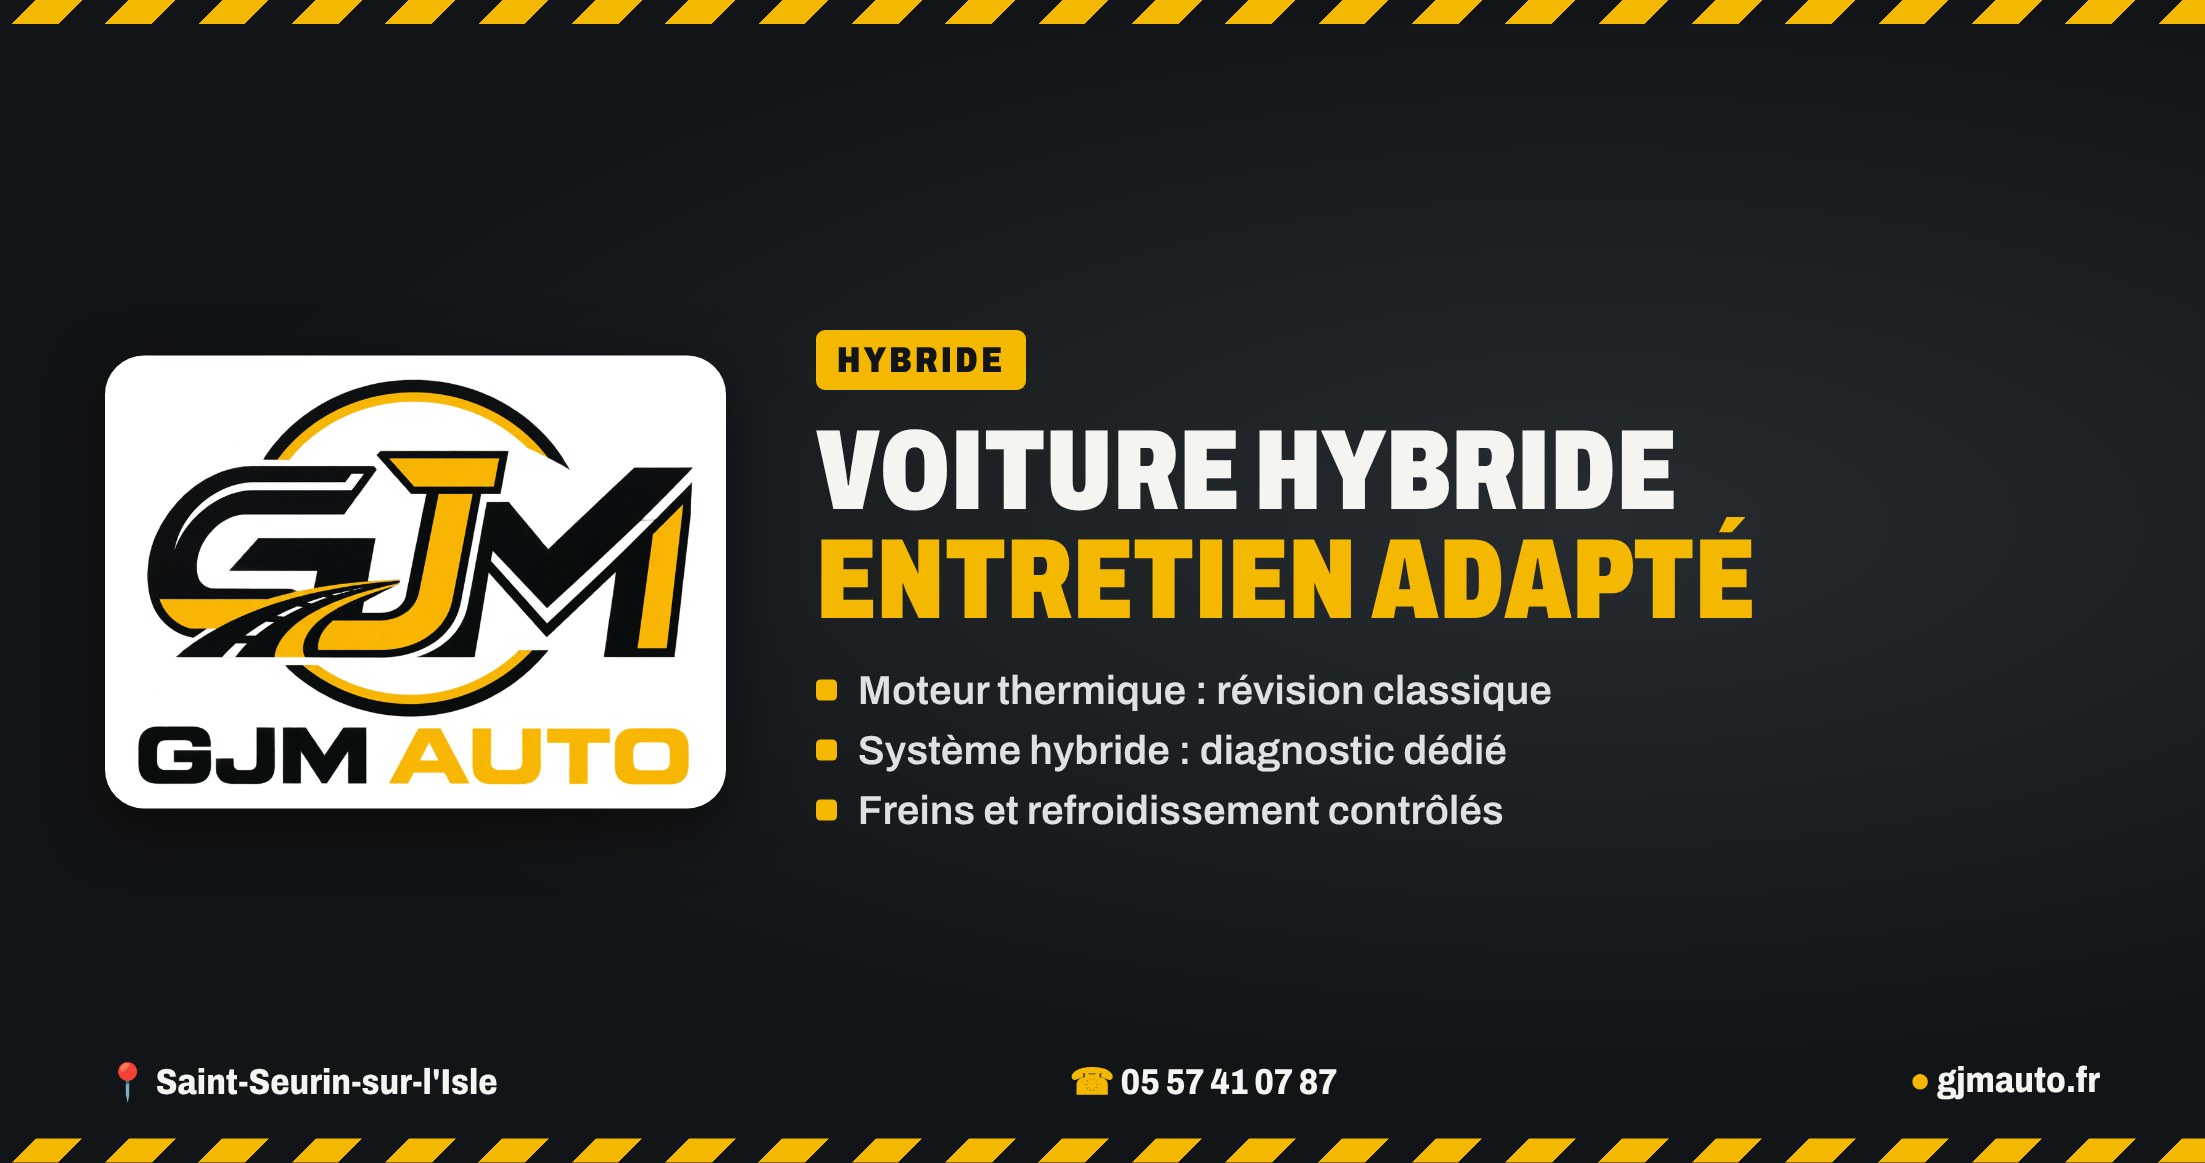 GJM
GJM AUTO
HYBRIDE
VOITURE HYBRIDE
ENTRETIEN ADAPTÉ
Moteur thermique : révision classique
Système hybride : diagnostic dédié
Freins et refroidissement contrôlés
📍 Saint-Seurin-sur-l'Isle
☎ 05 57 41 07 87
● gjmauto.fr